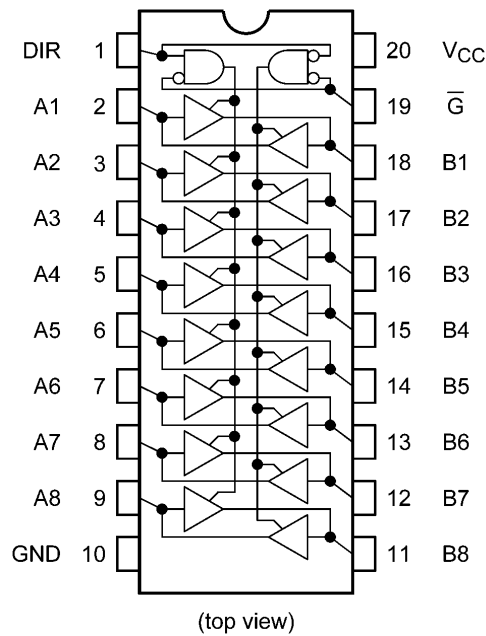 DIR 1 20 VCC
A1 2 19 G̅
A2 3 18 B1
A3 4 17 B2
A4 5 16 B3
A5 6 15 B4
A6 7 14 B5
A7 8 13 B6
A8 9 12 B7
GND 10 11 B8
(top view)